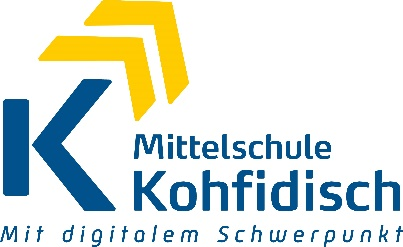 K
Mittelschule
Kohfidisch
Mit digitalem Schwerpunkt